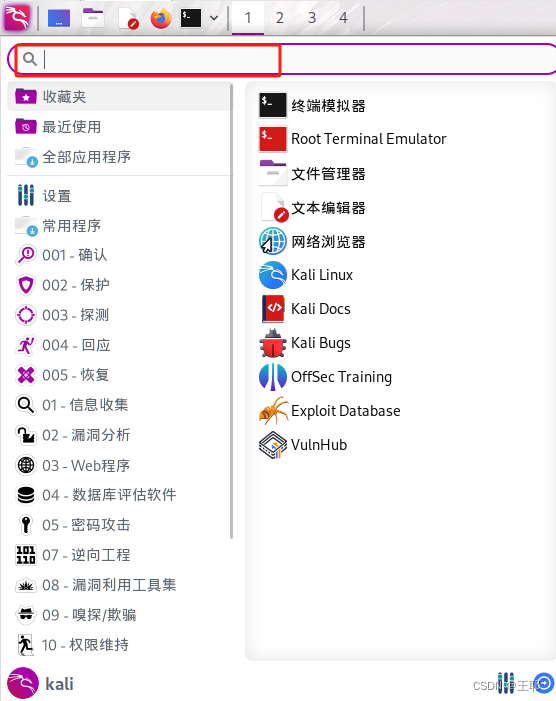 1 2 3 4
收藏夹
最近使用
全部应用程序
设置
常用程序
001 - 确认
002 - 保护
003 - 探测
004 - 回应
005 - 恢复
01 - 信息收集
02 - 漏洞分析
03 - Web程序
04 - 数据库评估软件
05 - 密码攻击
07 - 逆向工程
08 - 漏洞利用工具集
09 - 嗅探/欺骗
10 - 权限维持
终端模拟器
Root Terminal Emulator
文件管理器
文本编辑器
网络浏览器
Kali Linux
Kali Docs
Kali Bugs
OffSec Training
Exploit Database
VulnHub
kali